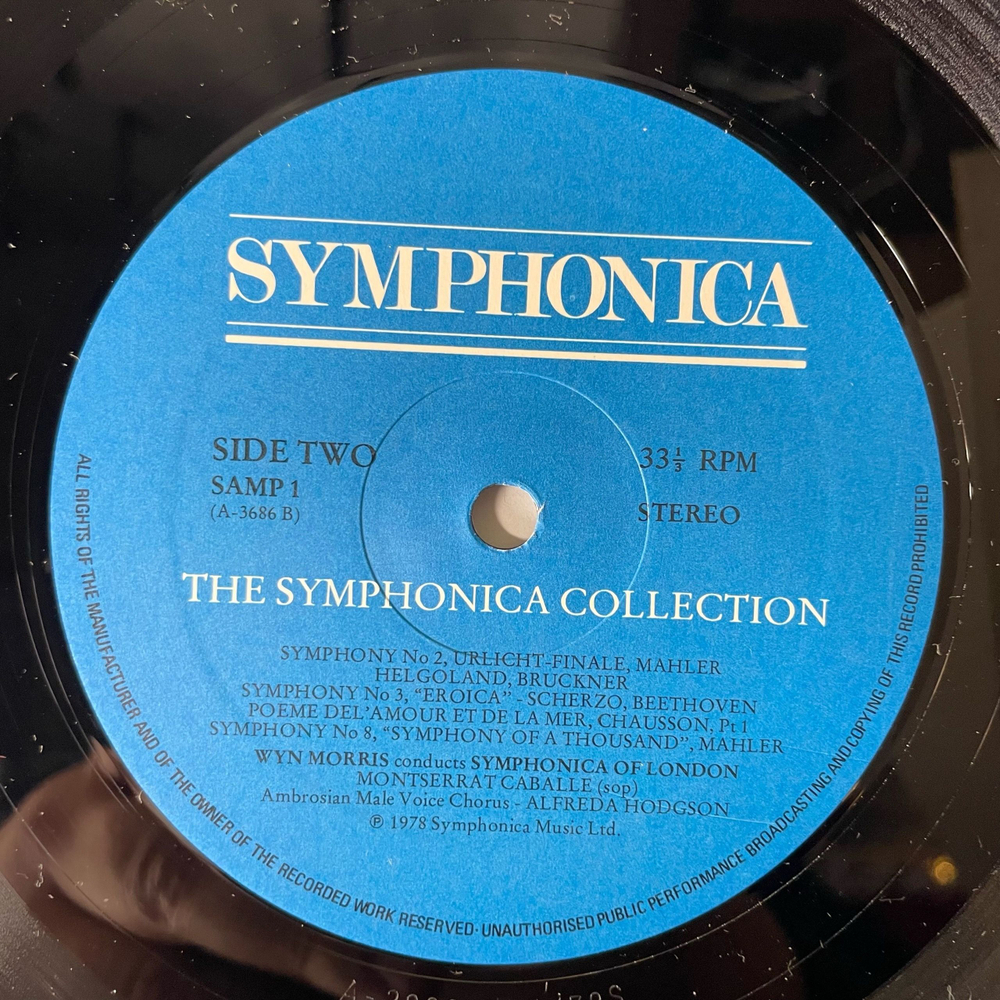 SYMPHONICA
SIDE TWO
33⅓ RPM
SAMP 1
STEREO
(A-3686 B)
THE SYMPHONICA COLLECTION
SYMPHONY No 2, URLICHT-FINALE, MAHLER
HELGOLAND, BRUCKNER
SYMPHONY No 3, “EROICA” - SCHERZO, BEETHOVEN
POEME DEL'AMOUR ET DE LA MER, CHAUSSON, Pt 1
SYMPHONY No 8, “SYMPHONY OF A THOUSAND”, MAHLER
WYN MORRIS conducts SYMPHONICA OF LONDON
MONTSERRAT CABALLE (sop)
Ambrosian Male Voice Chorus - ALFREDA HODGSON
℗ 1978 Symphonica Music Ltd.
ALL RIGHTS OF THE MANUFACTURER AND OF THE OWNER OF THE RECORDED WORK RESERVED · UNAUTHORISED PUBLIC PERFORMANCE BROADCASTING AND COPYING OF THIS RECORD PROHIBITED